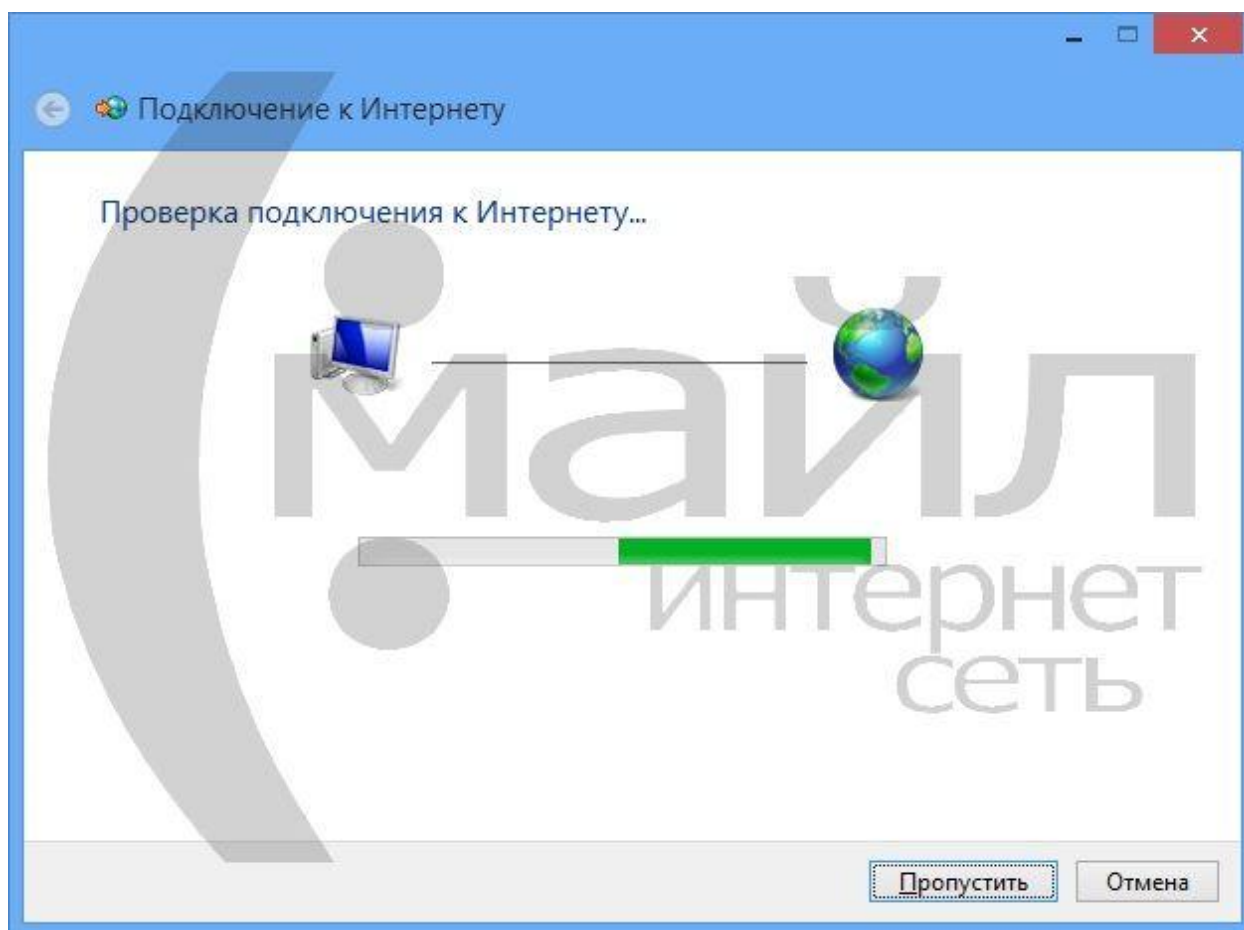 Подключение к Интернету
Проверка подключения к Интернету...
майл
интернет
сеть
Пропустить
Отмена